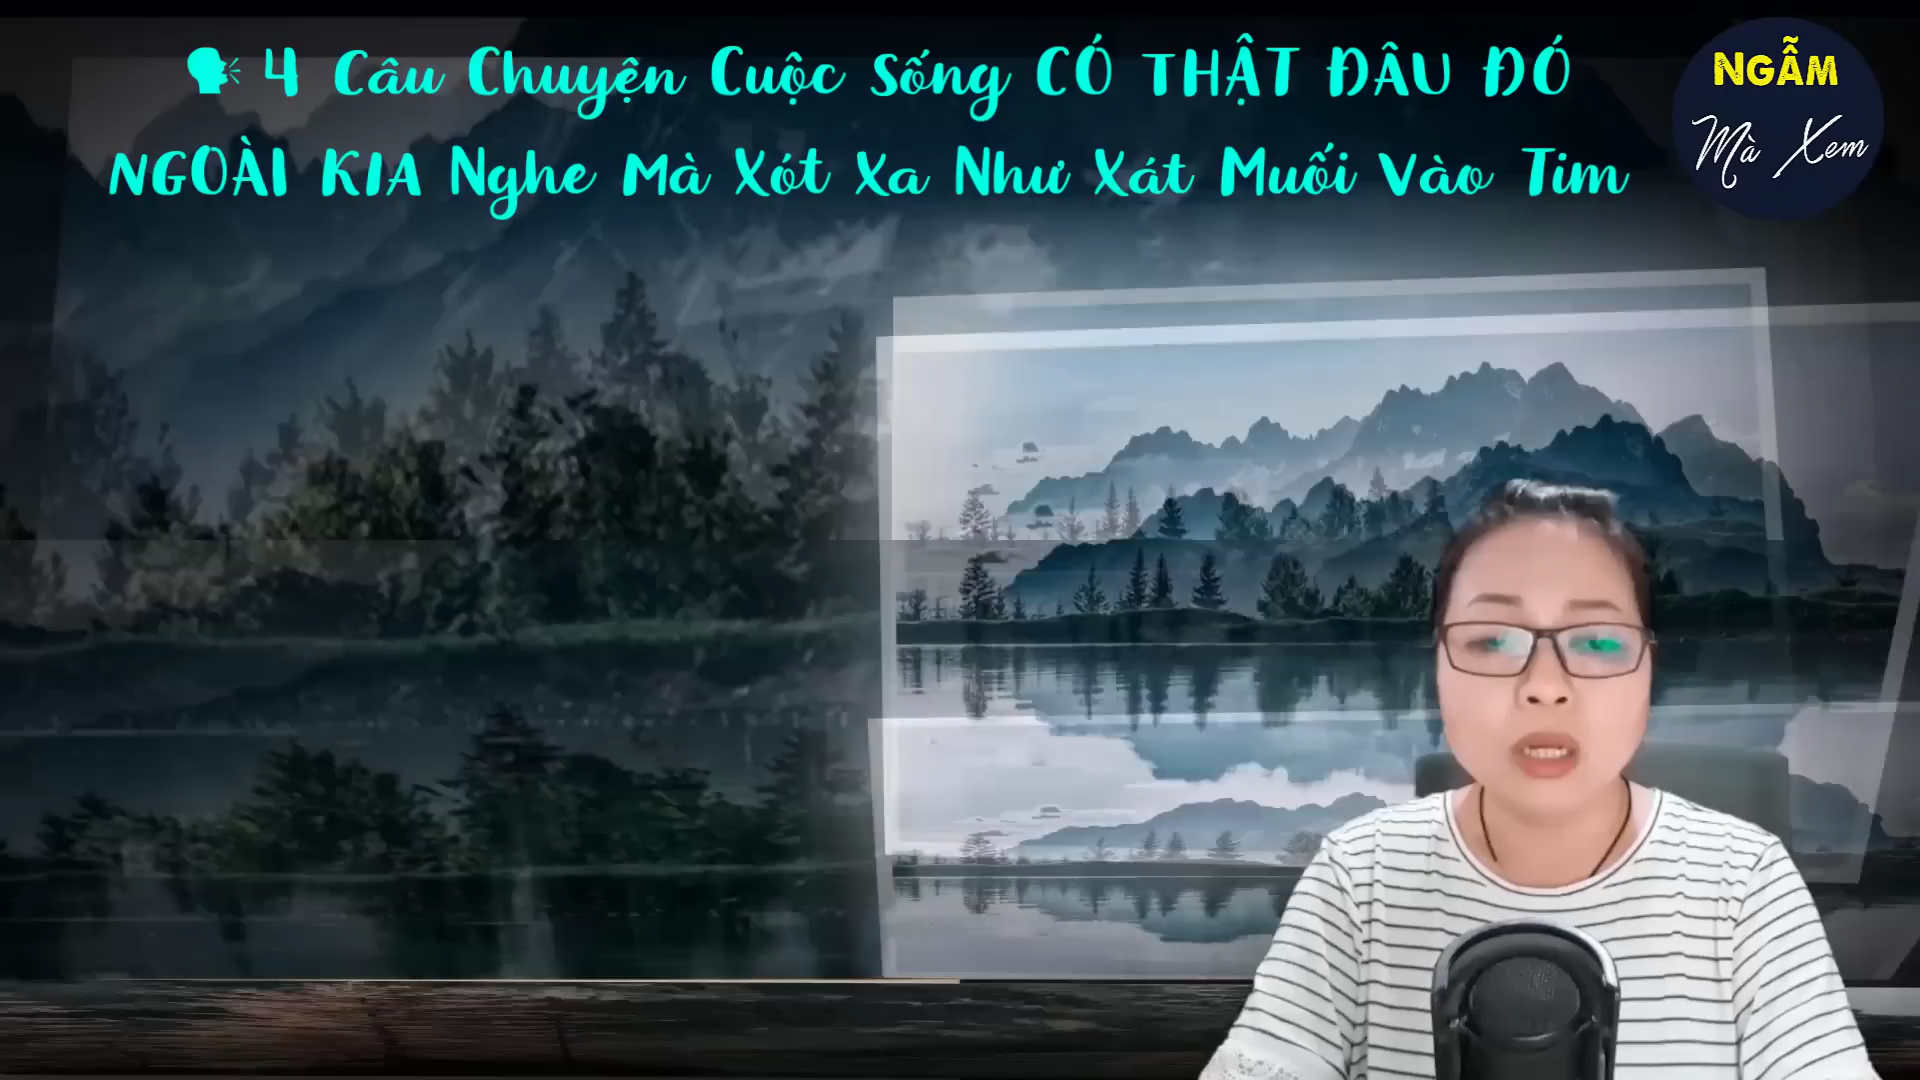 4 Câu Chuyện Cuộc Sống CÓ THẬT ĐÂU ĐÓ
NGOÀI KIA Nghe Mà Xót Xa Như Xát Muối Vào Tim
NGẪM
Mà Xem